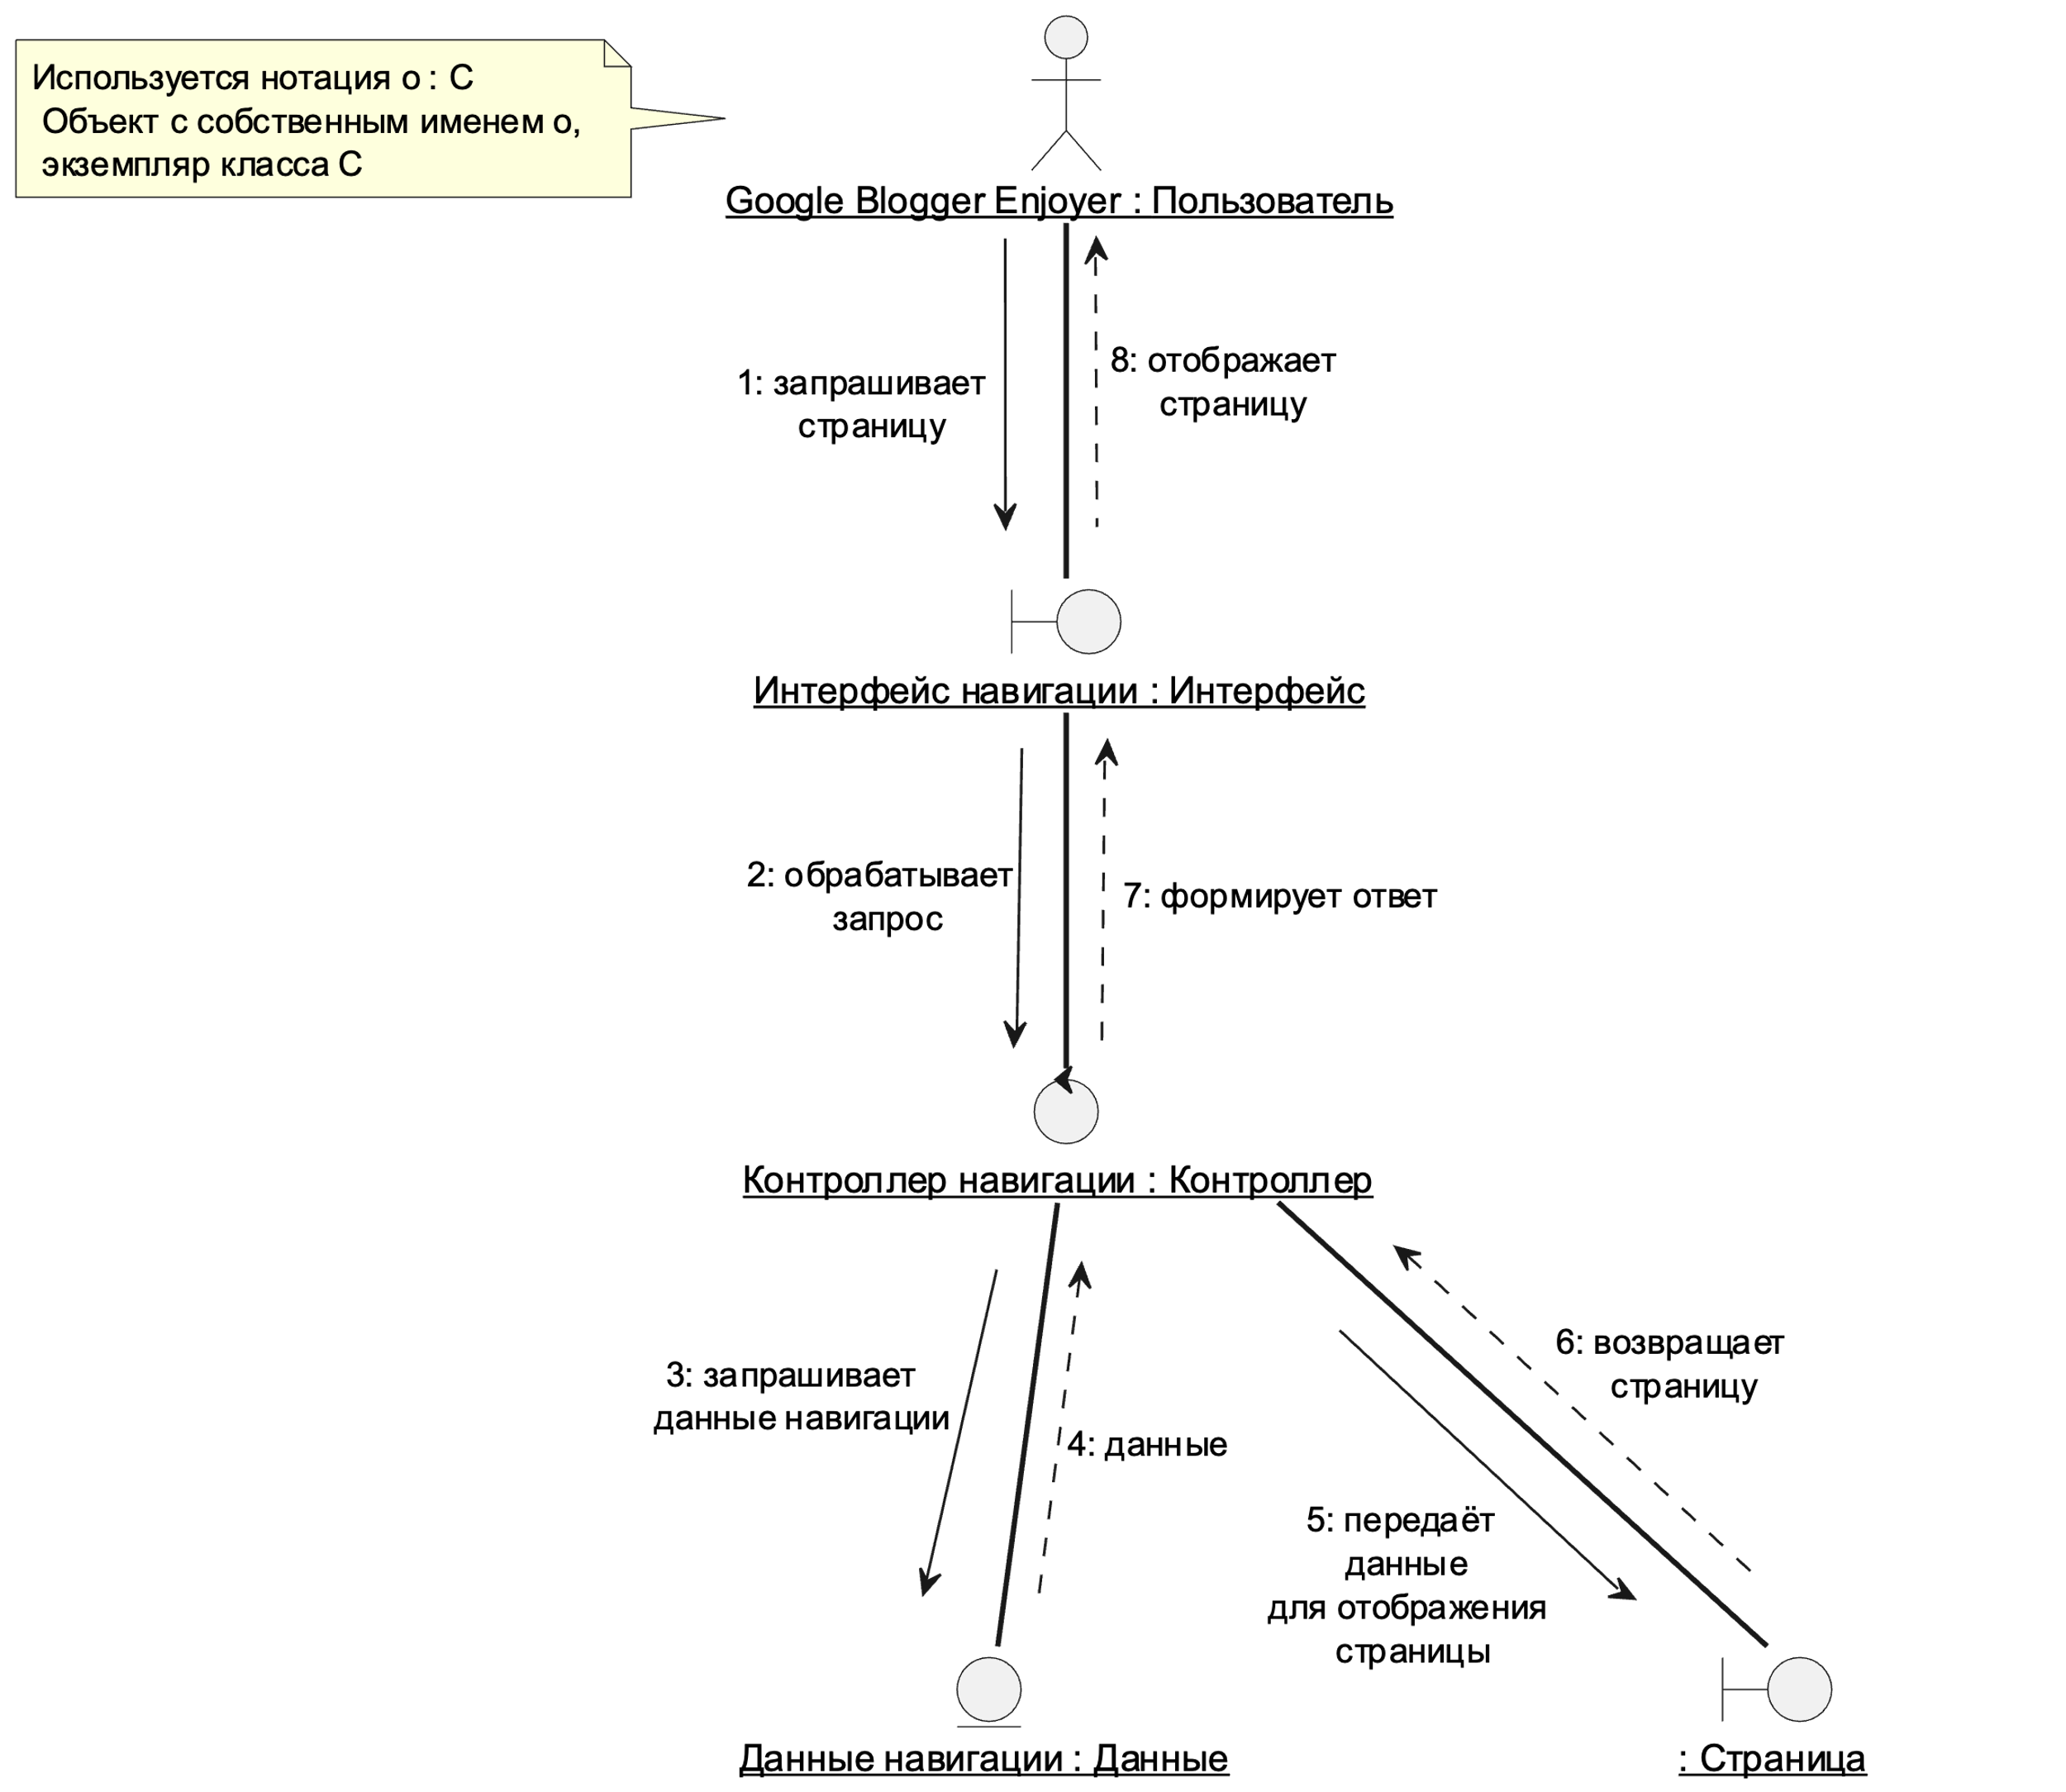 Используется нотация o : C
Объект с собственным именем o,
экземпляр класса C
Google Blogger Enjoyer : Пользователь
1: запрашивает
страницу
8: отображает
страницу
Интерфейс навигации : Интерфейс
2: обрабатывает
запрос
7: формирует ответ
Контроллер навигации : Контроллер
3: запрашивает
данные навигации
4: данные
6: возвращает
страницу
5: передаёт
данные
для отображения
страницы
Данные навигации : Данные
: Страница